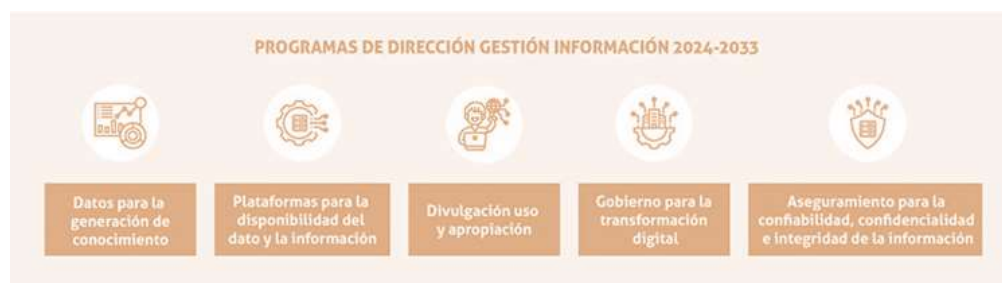 PROGRAMAS DE DIRECCIÓN GESTIÓN INFORMACIÓN 2024-2033
Datos para la
generación de
conocimiento
Plataformas para la
disponibilidad del
dato y la información
Divulgación uso
y apropiación
Gobierno para la
transformación
digital
Aseguramiento para la
confiabilidad, confidencialidad
e integridad de la información